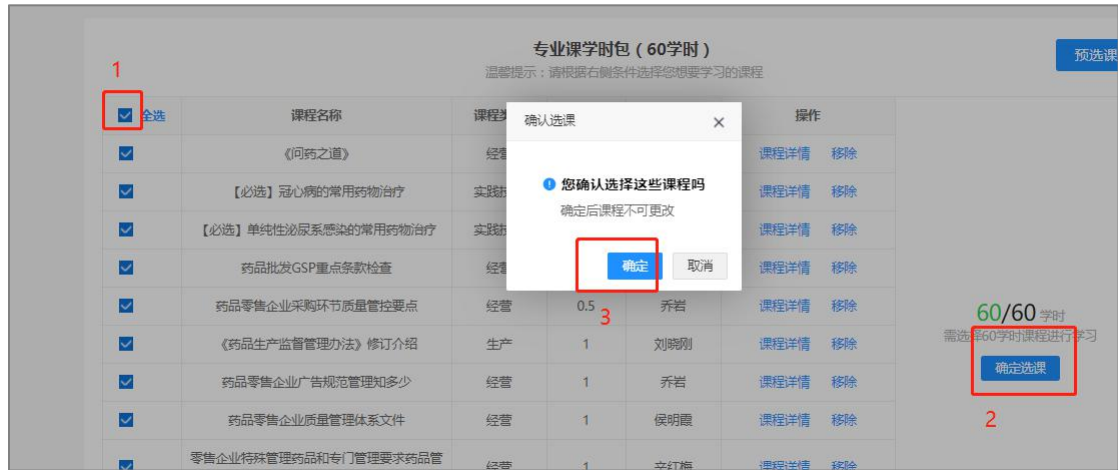 专业课学时包（60学时）
预选课
温馨提示：请根据右侧条件选择您想要学习的课程
1
全选 课程名称 课程类 操作
《问药之道》 经营 课程详情 移除
【必选】冠心病的常用药物治疗 实践技 课程详情 移除
【必选】单纯性泌尿系感染的常用药物治疗 实践技 课程详情 移除
药品批发GSP重点条款检查 经营 课程详情 移除
药品零售企业采购环节质量管控要点 经营 0.5 乔岩 课程详情 移除
《药品生产监督管理办法》修订介绍 生产 1 刘晓刚 课程详情 移除
药品零售企业广告规范管理知多少 经营 1 乔岩 课程详情 移除
药品零售企业质量管理体系文件 经营 1 侯明霞 课程详情 移除
零售企业特殊管理药品和专门管理要求药品管
经营 1 辛红梅 课程详情 移除
确认选课
您确认选择这些课程吗
确定后课程不可更改
确定 取消
3
60/60 学时
需选择60学时课程进行学习
确定选课
2